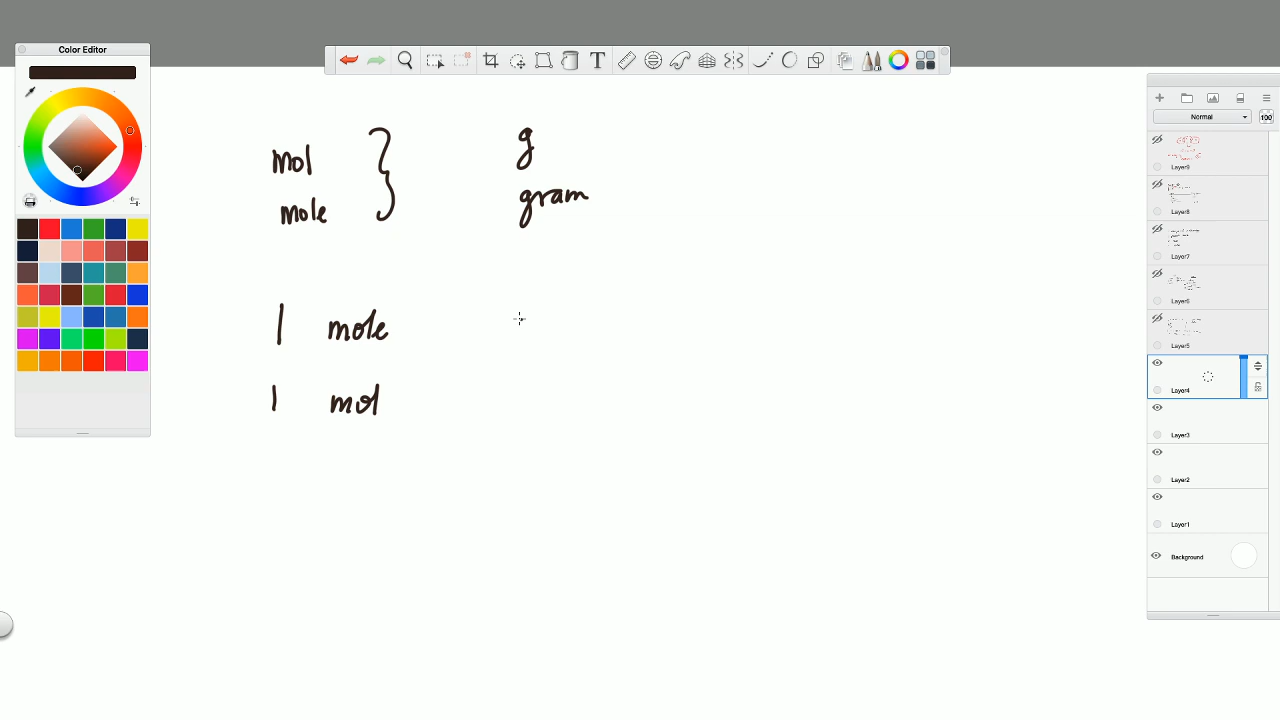 Color Editor
T
mol } g
mole gram
1 mole
1 mol
Normal
100
Layer9
Layer8
Layer7
Layer6
Layer5
Layer4
Layer3
Layer2
Layer1
Background